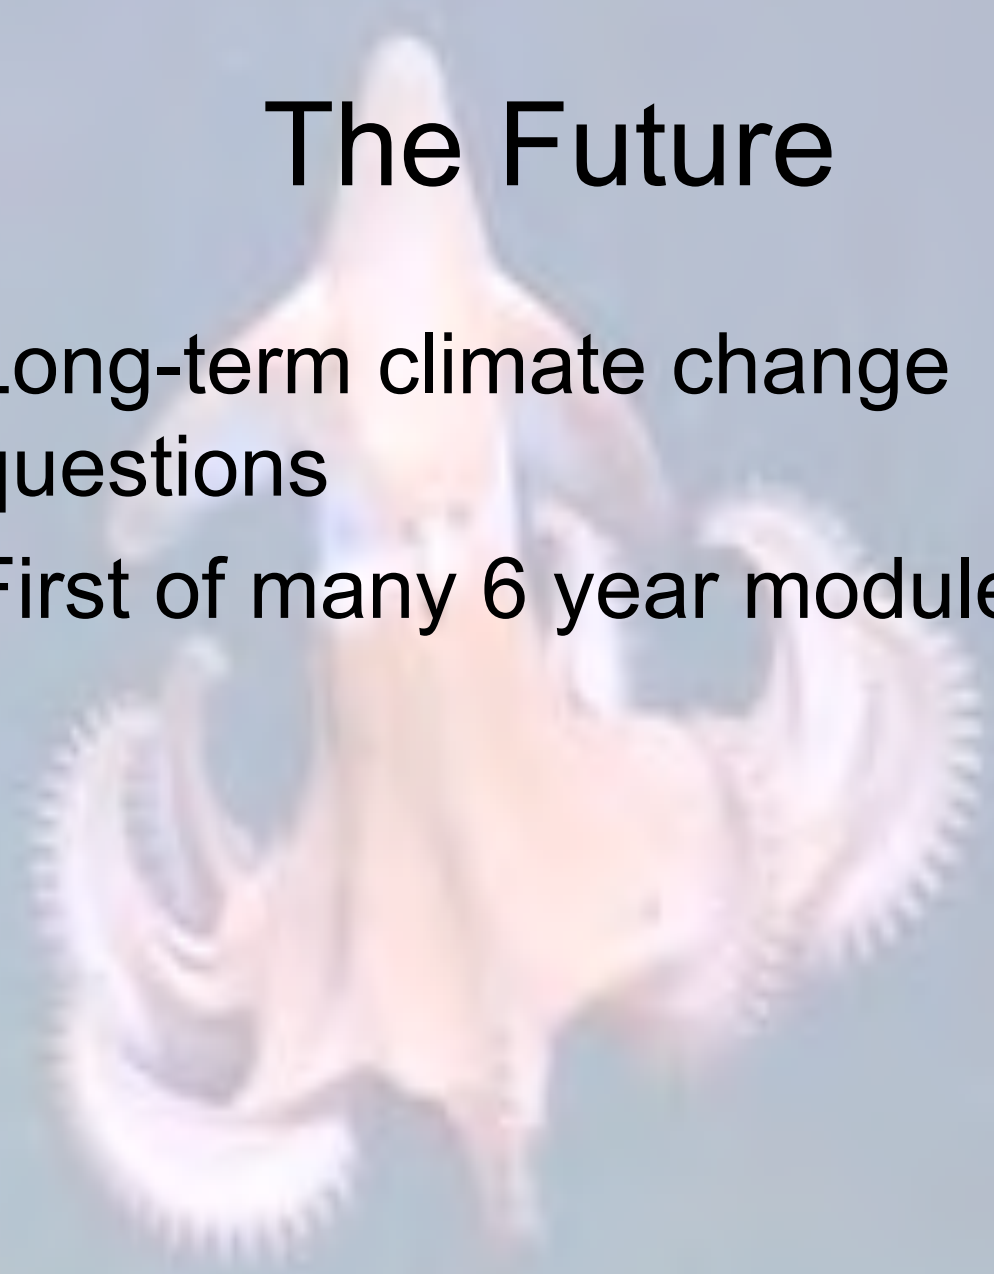 The Future
Long-term climate change
questions
First of many 6 year module